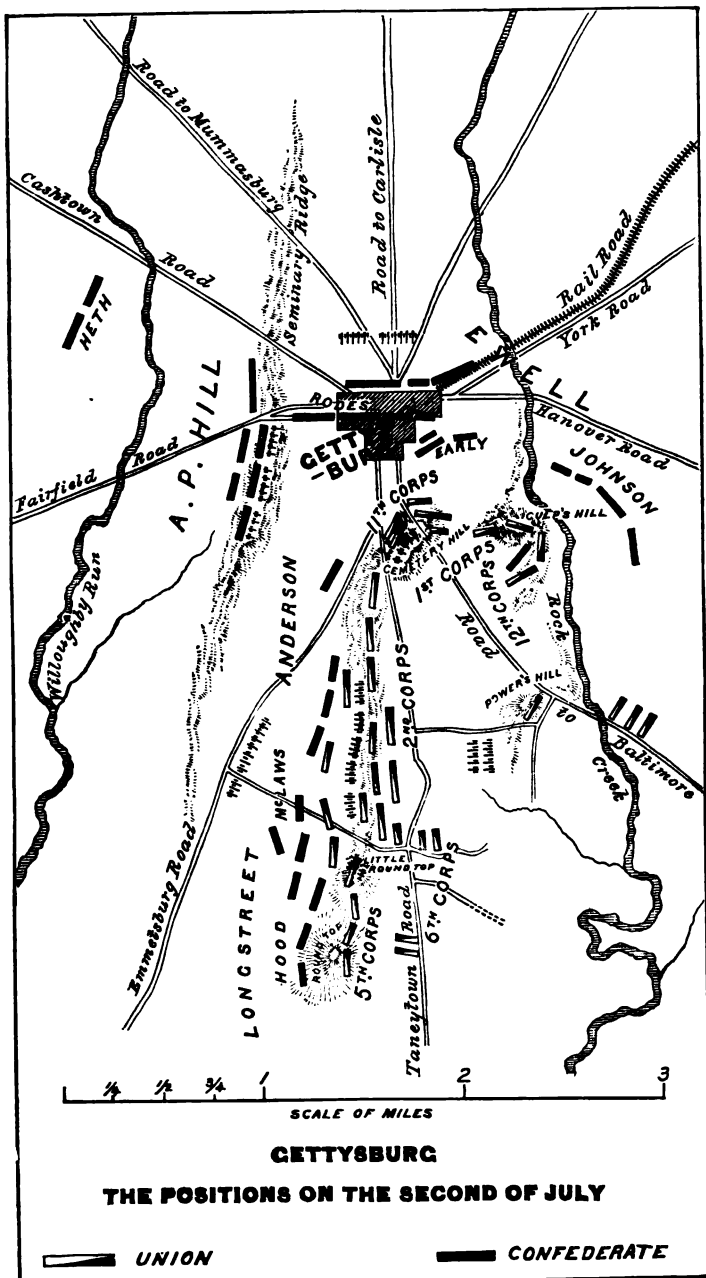 Road to Mummasburg
Road to Carlisle
Cashtown Road
Seminary Ridge
Rail Road
York Road
HETH
EWELL
A. P. HILL
RODES
GETT
-BU
EARLY
Hanover Road
Fairfield Road
JOHNSON
11TH CORPS
CULP'S HILL
CEMETERY HILL
1ST CORPS
12TH CORPS
Rock Creek
Willoughby Run
ANDERSON
Road
2ND CORPS
POWER'S HILL
to
Baltimore
McLAWS
LITTLE
ROUND TOP
Emmetsburg Road
LONGSTREET
HOOD
ROUND TOP
5TH CORPS
6TH CORPS
Taneytown Road
1/4 1/2 3/4 1 2 3
SCALE OF MILES
GETTYSBURG
THE POSITIONS ON THE SECOND OF JULY
UNION
CONFEDERATE